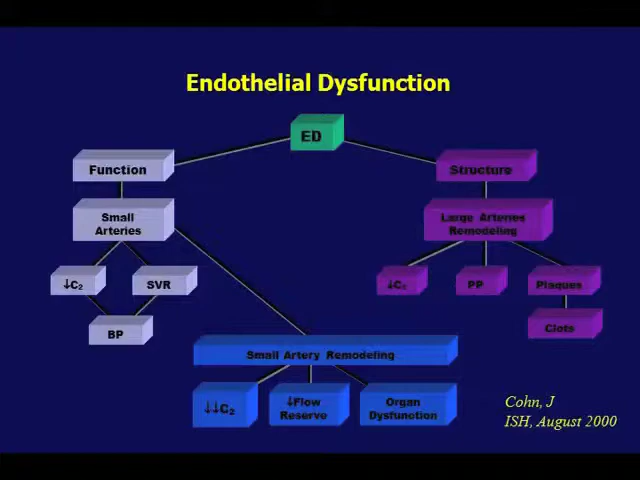 Endothelial Dysfunction
ED
Function
Structure
Small
Arteries
Large Arteries
Remodeling
↓C₂
SVR
↓C₂
PP
Plaques
BP
Clots
Small Artery Remodeling
↓↓C₂
↓Flow
Reserve
Organ
Dysfunction
Cohn, J
ISH, August 2000